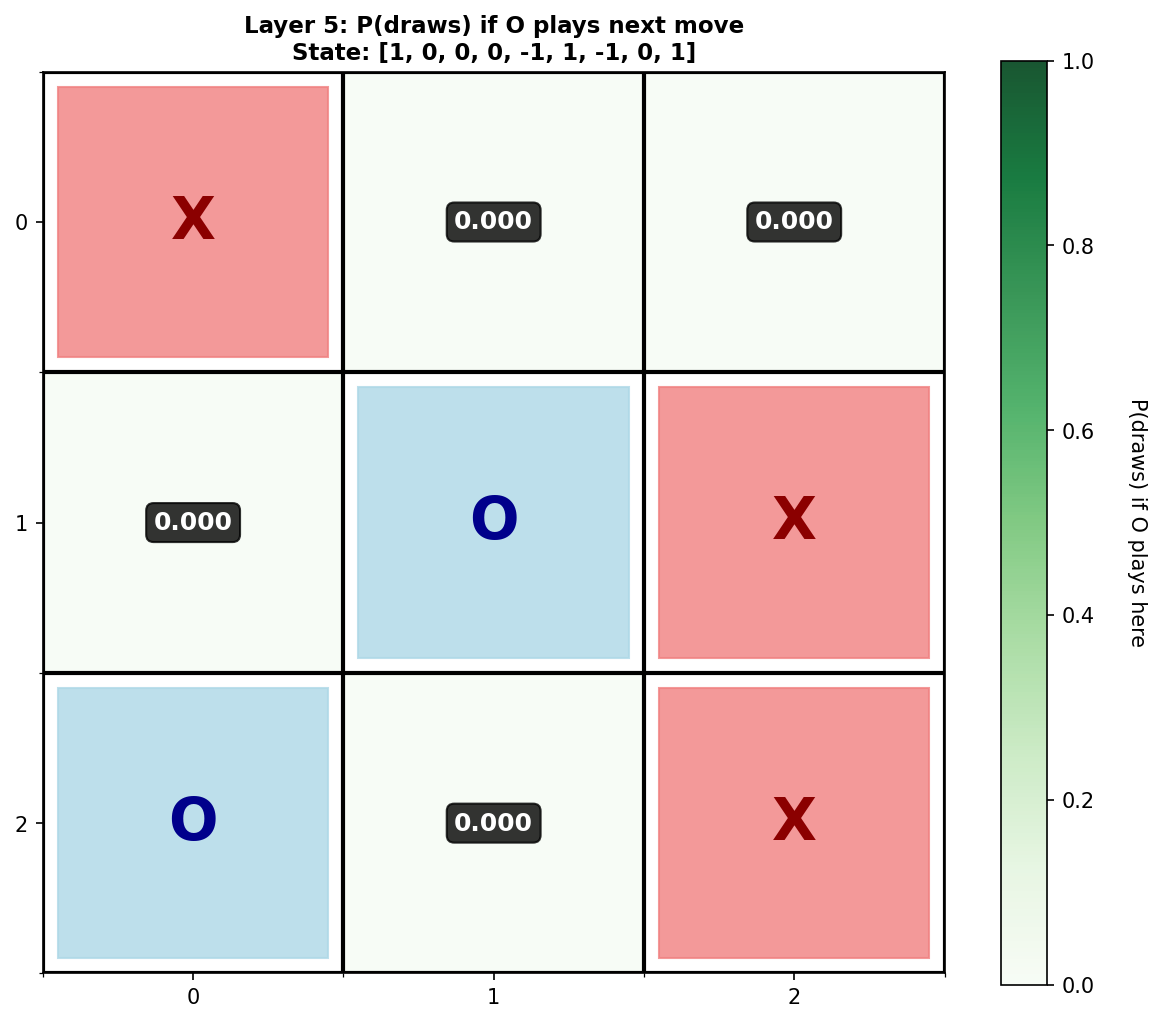 Layer 5: P(draws) if O plays next move
State: [1, 0, 0, 0, -1, 1, -1, 0, 1]
X
0.000
0.000
0.000
O
X
O
0.000
X
0
1
2
0
1
2
1.0
0.8
0.6
0.4
0.2
0.0
P(draws) if O plays here